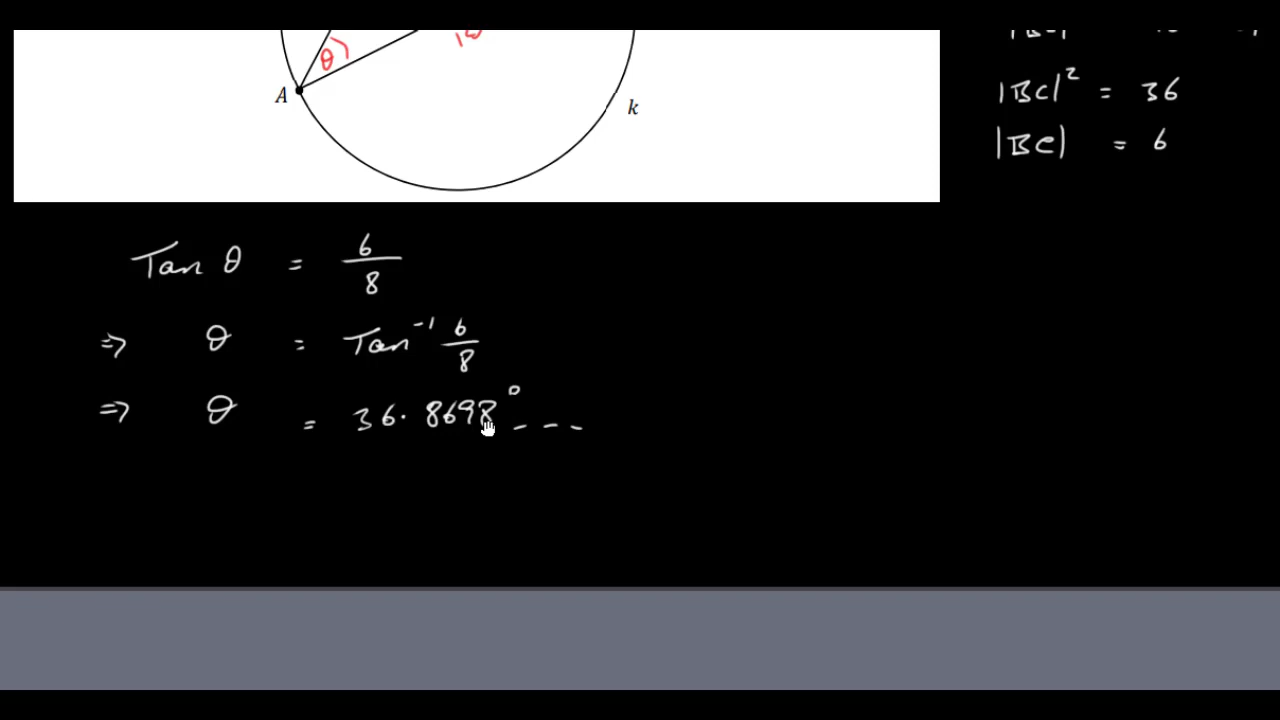 θ
A
k
|BC|² = 36
|BC| = 6
Tan θ = 6/8
⇒ θ = Tan⁻¹ 6/8
⇒ θ = 36.8698° ---